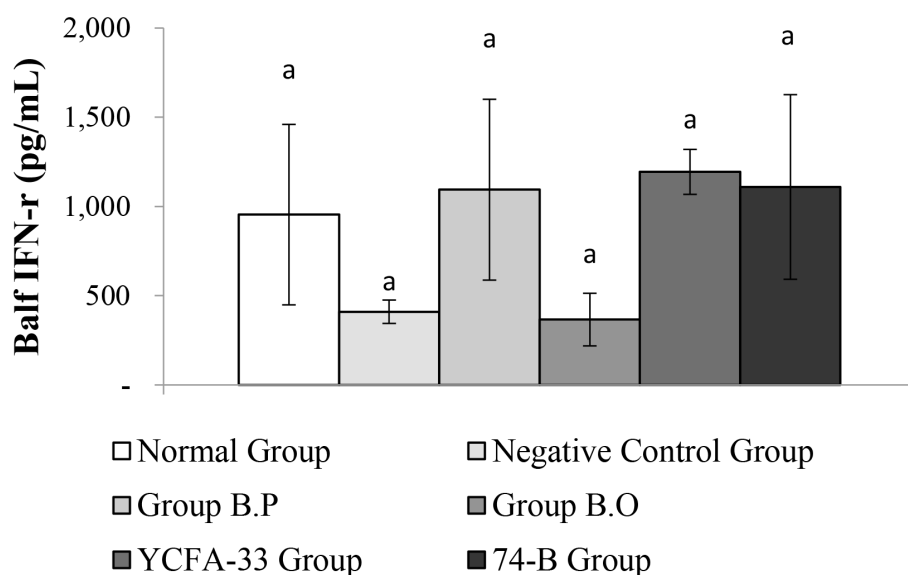 2,000
1,500
1,000
500
-
Balf IFN-r (pg/mL)
a
a
a
a
a
a
Normal Group
Negative Control Group
Group B.P
Group B.O
YCFA-33 Group
74-B Group